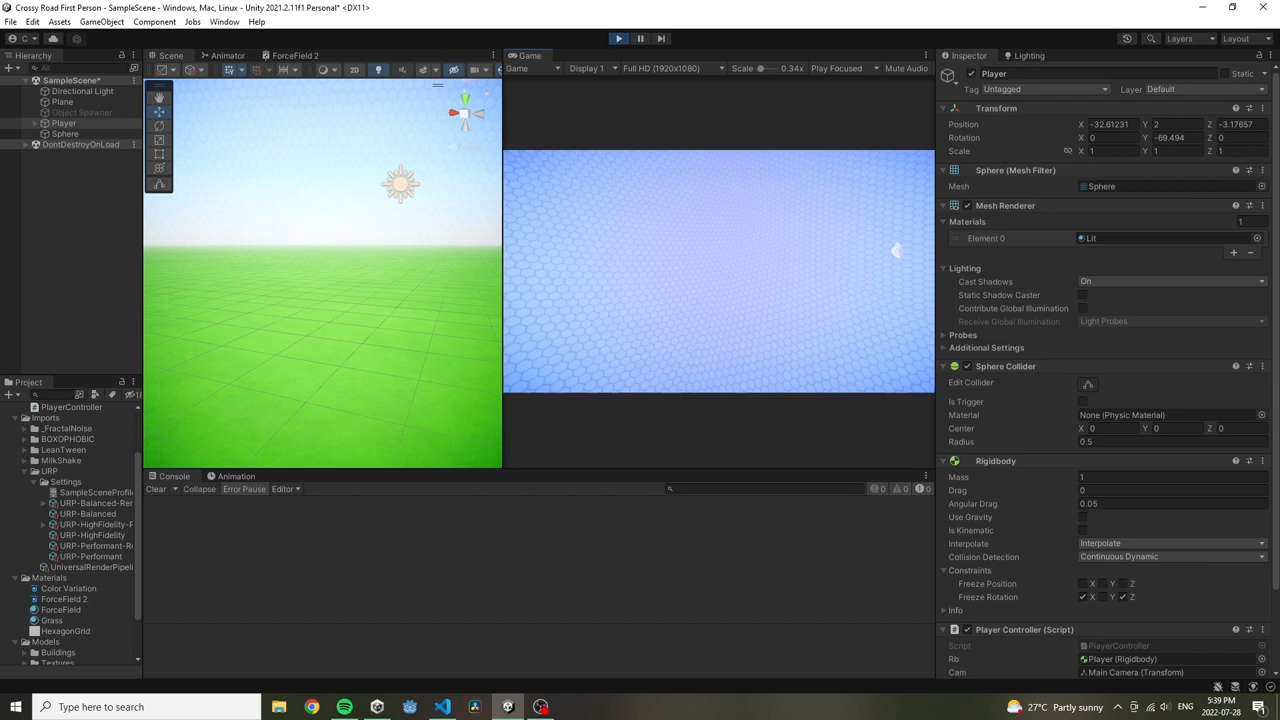 Crossy Road First Person - SampleScene - Windows, Mac, Linux - Unity 2021.2.11f1 Personal* <DX11>
File Edit Assets GameObject Component Jobs Window Help
C Layers Layout
Hierarchy Scene Animator ForceField 2 Game Inspector Lighting
All
2D
Game Display 1 Full HD (1920x1080) Scale 0.34x Play Focused Mute Audio
SampleScene*
Directional Light
Plane
Object Spawner
Player
Sphere
DontDestroyOnLoad
Player Static
Tag Untagged Layer Default
Transform
Position X -32.61231 Y 2 Z -3.17657
Rotation X 0 Y -69.494 Z 0
Scale X 1 Y 1 Z 1
Sphere (Mesh Filter)
Mesh Sphere
Mesh Renderer
Materials 1
Element 0 Lit
Lighting
Cast Shadows On
Static Shadow Caster
Contribute Global Illumination
Receive Global Illumination Light Probes
Probes
Additional Settings
Sphere Collider
Edit Collider
Is Trigger
Material None (Physic Material)
Center X 0 Y 0 Z 0
Radius 0.5
Rigidbody
Mass 1
Drag 0
Angular Drag 0.05
Use Gravity
Is Kinematic
Interpolate Interpolate
Collision Detection Continuous Dynamic
Constraints
Freeze Position X Y Z
Freeze Rotation X Y Z
Info
Player Controller (Script)
Script PlayerController
Rb Player (Rigidbody)
Cam Main Camera (Transform)
Project
18
PlayerController
Imports
_FractalNoise
BOXOPHOBIC
LeanTween
MilkShake
URP
Settings
SampleSceneProfil
URP-Balanced-Ren
URP-Balanced
URP-HighFidelity-R
URP-HighFidelity
URP-Performant-Re
URP-Performant
UniversalRenderPipeli
Materials
Color Variation
ForceField 2
ForceField
Grass
HexagonGrid
Models
Buildings
Textures
Console Animation
Clear Collapse Error Pause Editor 0 0 0
Type here to search
27°C Partly sunny ENG 5:39 PM 2022-07-28